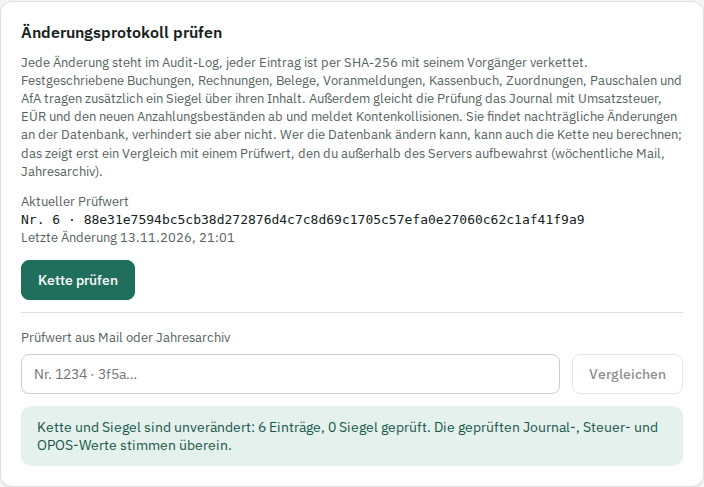 Änderungsprotokoll prüfen
Jede Änderung steht im Audit-Log, jeder Eintrag ist per SHA-256 mit seinem Vorgänger verkettet.
Festgeschriebene Buchungen, Rechnungen, Belege, Voranmeldungen, Kassenbuch, Zuordnungen, Pauschalen und
AfA tragen zusätzlich ein Siegel über ihren Inhalt. Außerdem gleicht die Prüfung das Journal mit Umsatzsteuer,
EÜR und den neuen Anzahlungsbeständen ab und meldet Kontenkollisionen. Sie findet nachträgliche Änderungen
an der Datenbank, verhindert sie aber nicht. Wer die Datenbank ändern kann, kann auch die Kette neu berechnen;
das zeigt erst ein Vergleich mit einem Prüfwert, den du außerhalb des Servers aufbewahrst (wöchentliche Mail,
Jahresarchiv).
Aktueller Prüfwert
Nr. 6 · 88e31e7594bc5cb38d272876d4c7c8d69c1705c57efa0e27060c62c1af41f9a9
Letzte Änderung 13.11.2026, 21:01
Kette prüfen
Prüfwert aus Mail oder Jahresarchiv
Nr. 1234 · 3f5a…
Vergleichen
Kette und Siegel sind unverändert: 6 Einträge, 0 Siegel geprüft. Die geprüften Journal-, Steuer- und
OPOS-Werte stimmen überein.